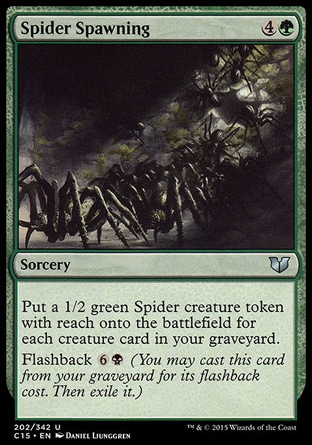 Spider Spawning 4
Sorcery
Put a 1/2 green Spider creature token
with reach onto the battlefield for
each creature card in your graveyard.
Flashback 6 (You may cast this card
from your graveyard for its flashback
cost. Then exile it.)
202/342 U
C15 • EN Daniel Ljunggren ™ & © 2015 Wizards of the Coast